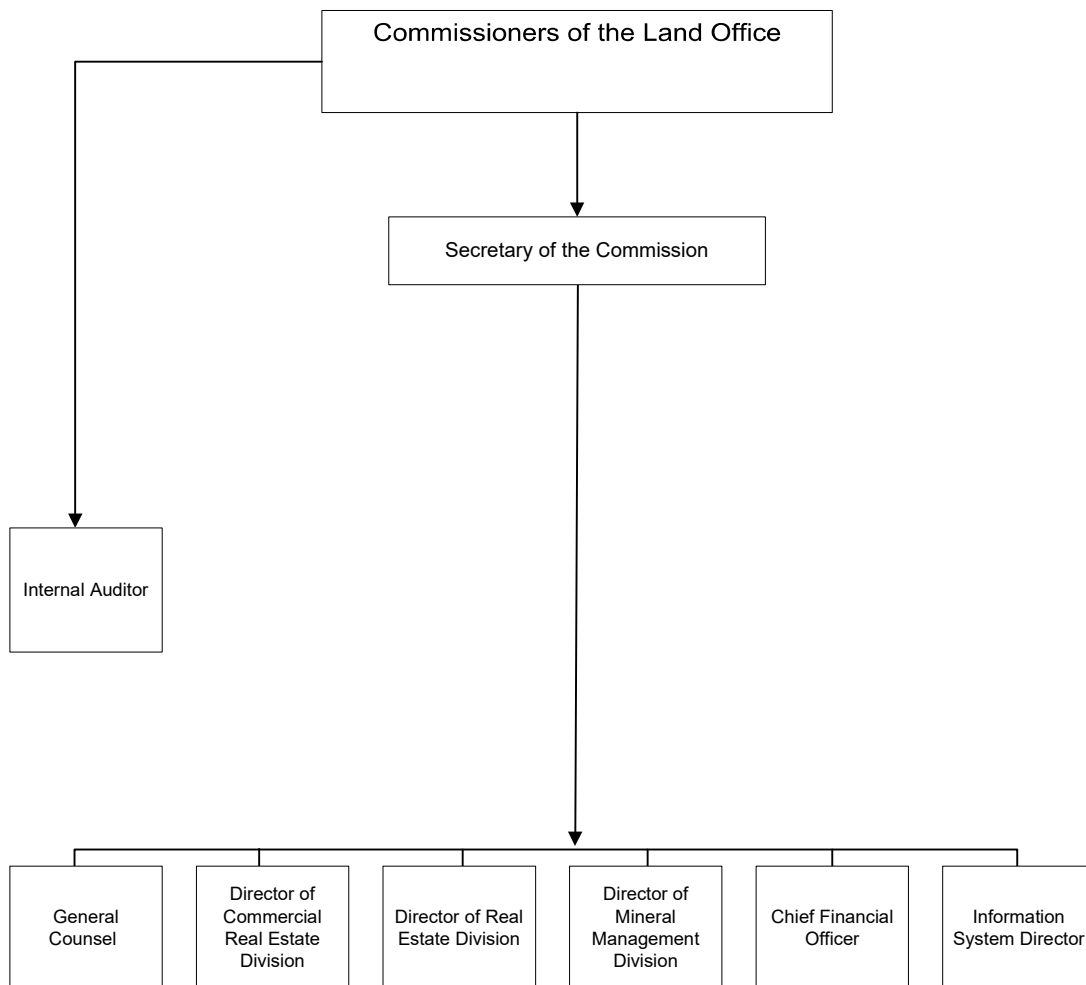 Commissioners of the Land Office
Secretary of the Commission
Internal Auditor
General
Counsel
Director of
Commercial
Real Estate
Division
Director of Real
Estate Division
Director of
Mineral
Management
Division
Chief Financial
Officer
Information
System Director